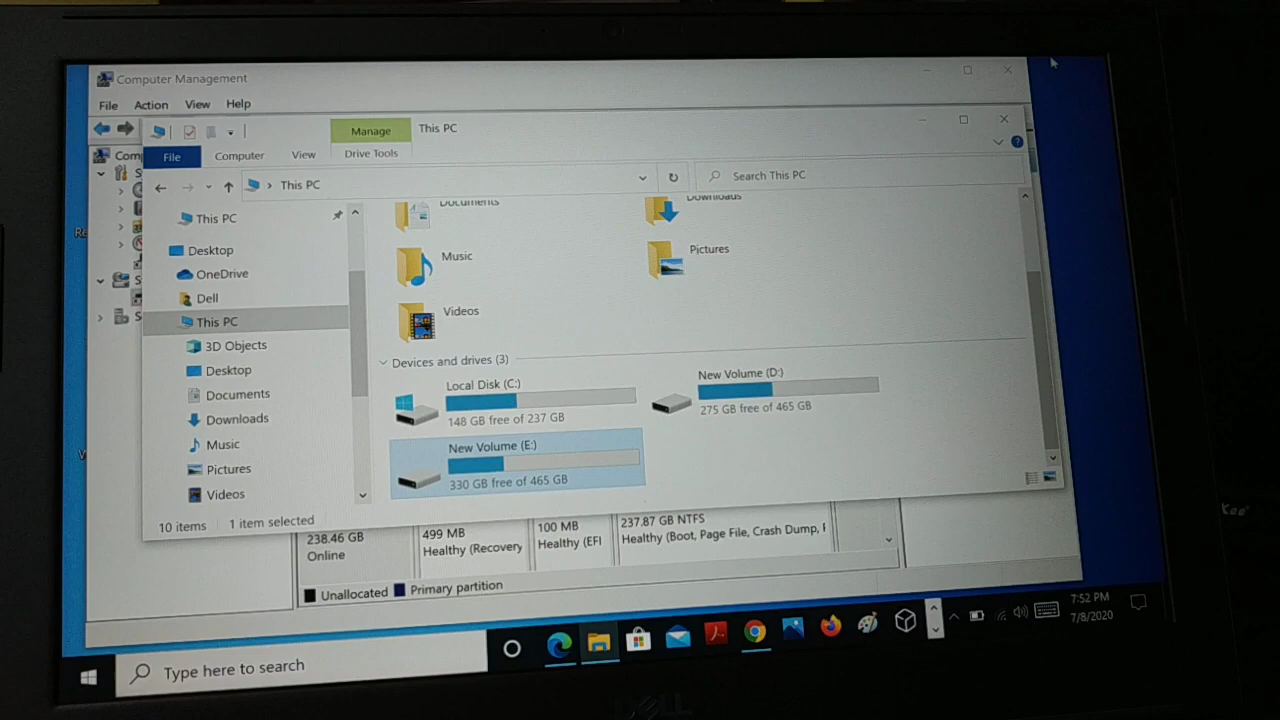 Computer Management
File Action View Help
Manage This PC
File Computer View Drive Tools
This PC
Search This PC
This PC
Desktop
OneDrive
Dell
This PC
3D Objects
Desktop
Documents
Downloads
Music
Pictures
Videos
Documents
Downloads
Music
Pictures
Videos
Devices and drives (3)
Local Disk (C:)
148 GB free of 237 GB
New Volume (D:)
275 GB free of 465 GB
New Volume (E:)
330 GB free of 465 GB
10 items 1 item selected
238.46 GB
Online
499 MB
Healthy (Recovery
100 MB
Healthy (EFI
237.87 GB NTFS
Healthy (Boot, Page File, Crash Dump,
Unallocated Primary partition
Type here to search
7:52 PM
7/8/2020
DELL